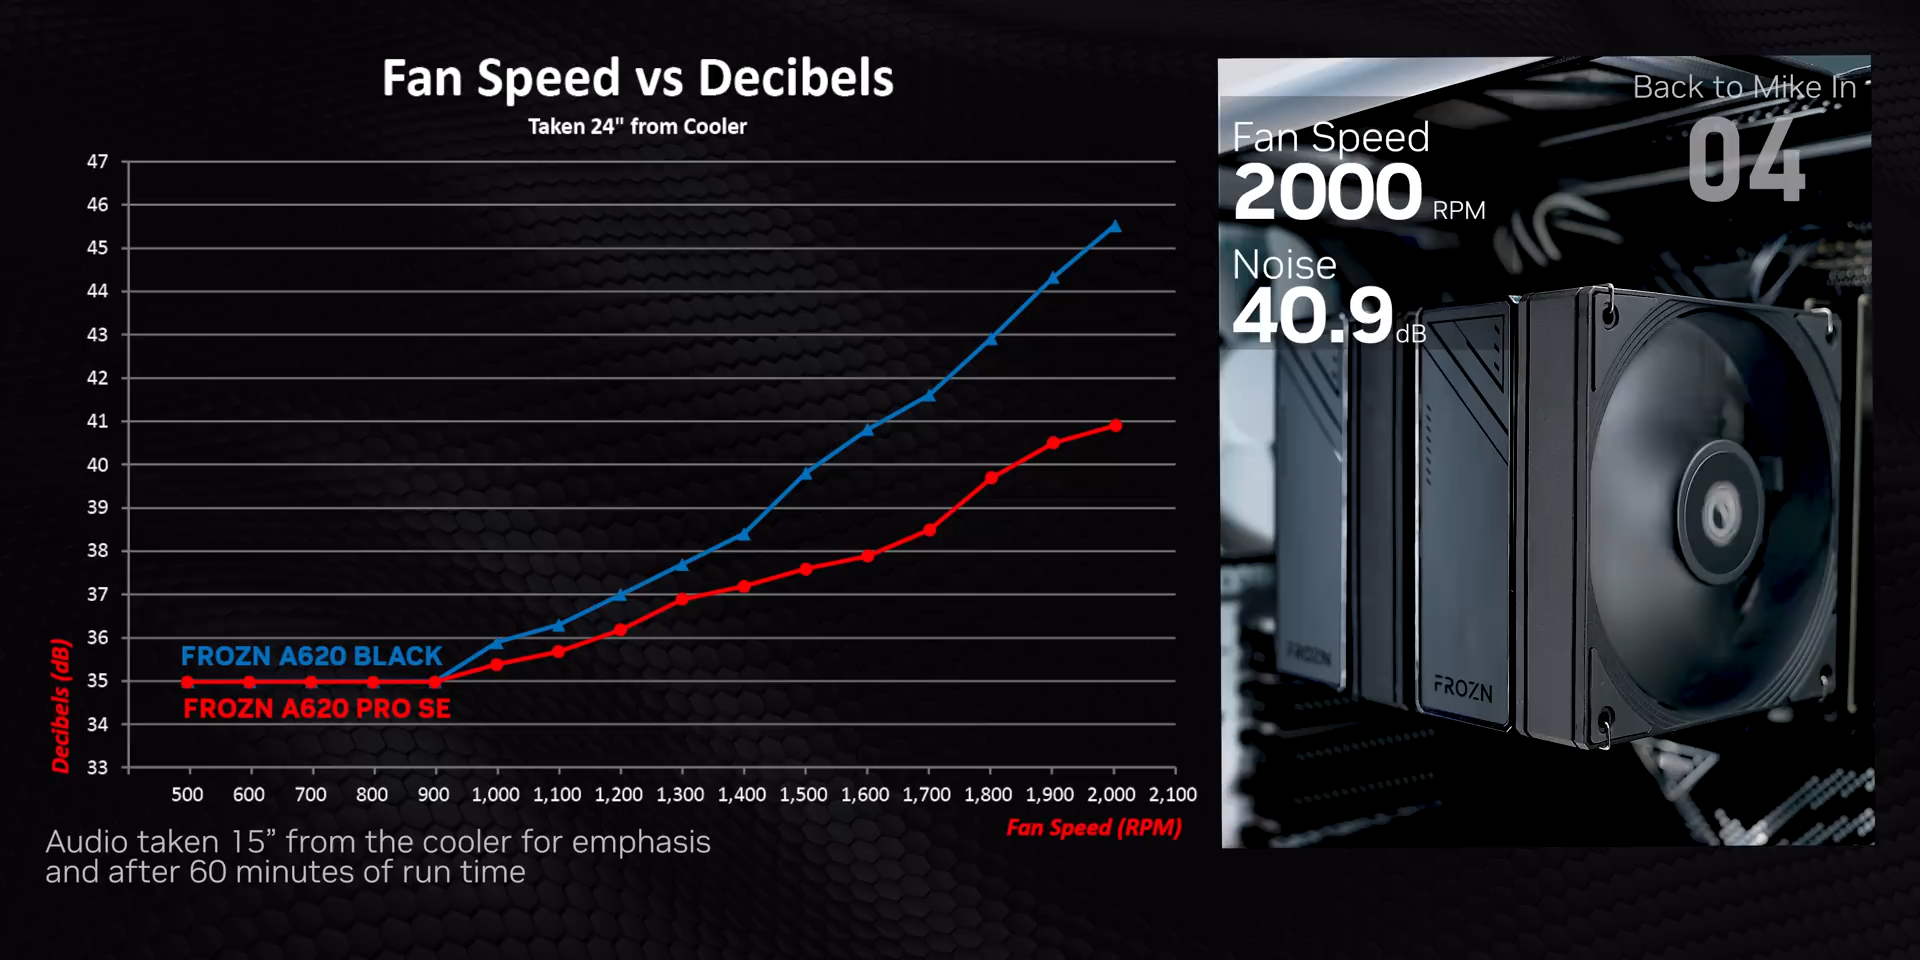 Fan Speed vs Decibels
Taken 24" from Cooler
47
46
45
44
43
42
41
40
39
38
37
36
35
34
33
Decibels (dB)
FROZN A620 BLACK
FROZN A620 PRO SE
500 600 700 800 900 1,000 1,100 1,200 1,300 1,400 1,500 1,600 1,700 1,800 1,900 2,000 2,100
Fan Speed (RPM)
Audio taken 15” from the cooler for emphasis
and after 60 minutes of run time
Back to Mike In
04
Fan Speed
2000 RPM
Noise
40.9 dB
FROZN
FROZN